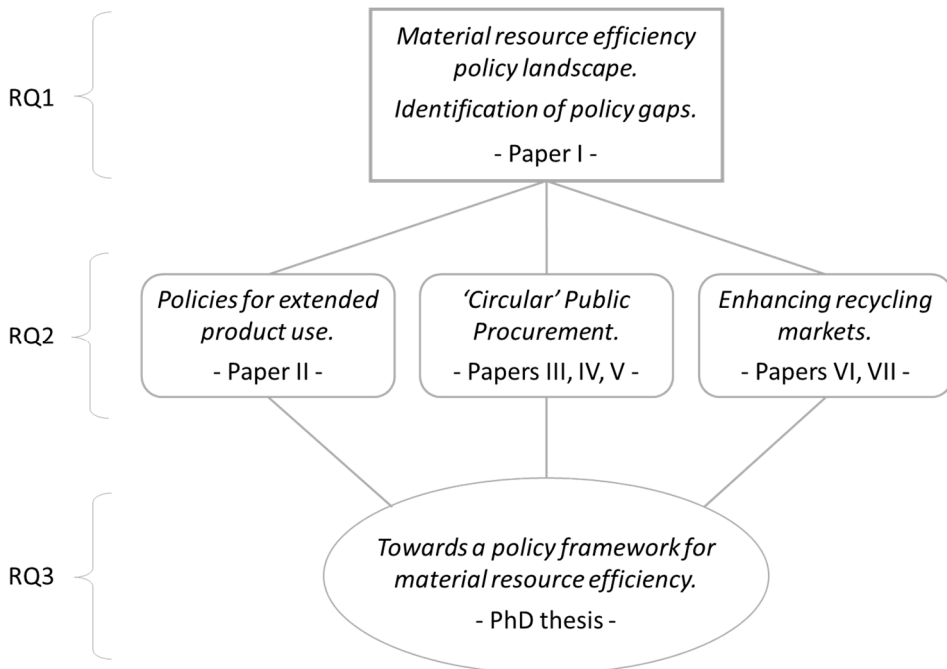 RQ1
Material resource efficiency
policy landscape.
Identification of policy gaps.
- Paper I -
RQ2
Policies for extended
product use.
- Paper II -
‘Circular’ Public
Procurement.
- Papers III, IV, V -
Enhancing recycling
markets.
- Papers VI, VII -
RQ3
Towards a policy framework for
material resource efficiency.
- PhD thesis -